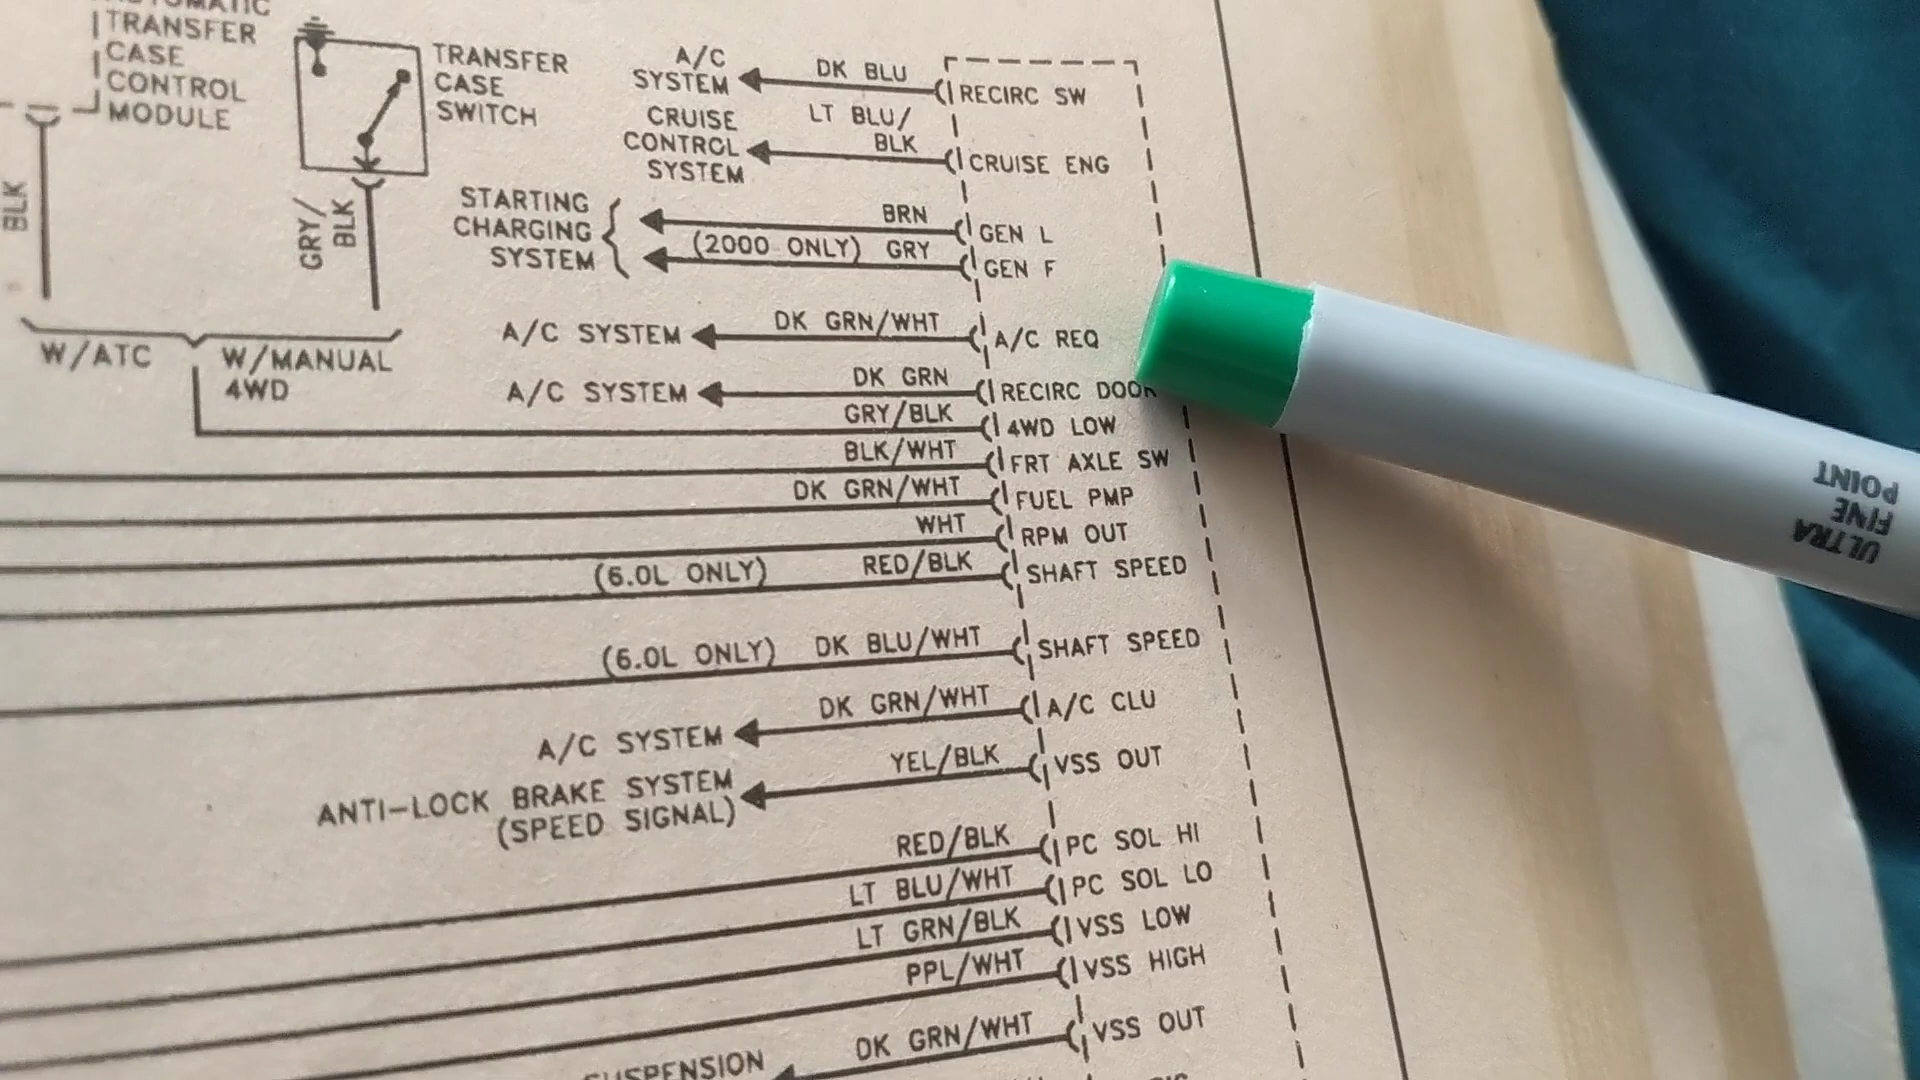 TRANSFER
CASE
CONTROL
MODULE
TRANSFER
CASE
SWITCH
BLK
GRY/
BLK
W/ATC
W/MANUAL
4WD
A/C
SYSTEM
DK BLU
RECIRC SW
CRUISE
CONTROL
SYSTEM
LT BLU/
BLK
CRUISE ENG
STARTING
CHARGING
SYSTEM
BRN
GEN L
(2000 ONLY) GRY
GEN F
A/C SYSTEM
DK GRN/WHT
A/C REQ
A/C SYSTEM
DK GRN
RECIRC DOOR
GRY/BLK
4WD LOW
BLK/WHT
FRT AXLE SW
DK GRN/WHT
FUEL PMP
WHT
RPM OUT
(6.0L ONLY)
RED/BLK
SHAFT SPEED
(6.0L ONLY)
DK BLU/WHT
SHAFT SPEED
A/C SYSTEM
DK GRN/WHT
A/C CLU
ANTI-LOCK BRAKE SYSTEM
(SPEED SIGNAL)
YEL/BLK
VSS OUT
RED/BLK
PC SOL HI
LT BLU/WHT
PC SOL LO
LT GRN/BLK
VSS LOW
PPL/WHT
VSS HIGH
SUSPENSION
DK GRN/WHT
VSS OUT
ULTRA
FINE
POINT